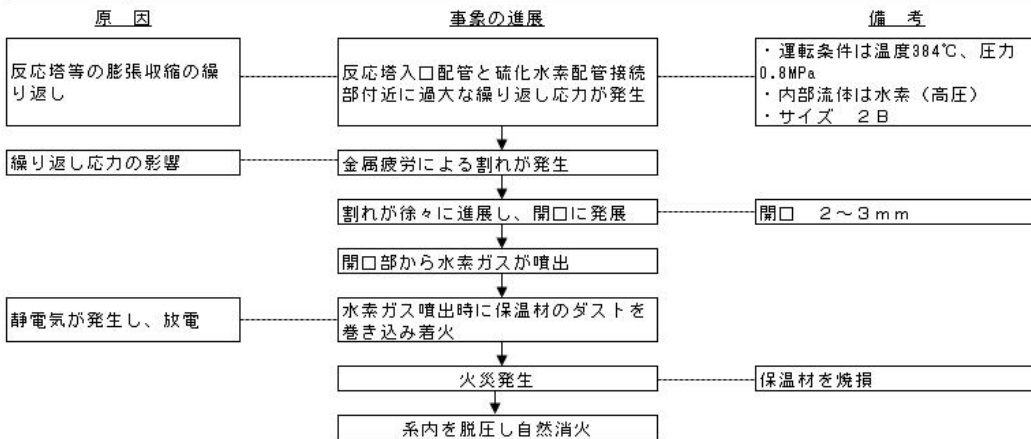 原　因
事象の進展
備　考
反応塔等の膨張収縮の繰
り返し
反応塔入口配管と硫化水素配管接続
部付近に過大な繰り返し応力が発生
・運転条件は温度384℃、圧力
0.8MPa
・内部流体は水素（高圧）
・サイズ　２Ｂ
繰り返し応力の影響
金属疲労による割れが発生
割れが徐々に進展し、開口に発展
開口　２～３ｍｍ
開口部から水素ガスが噴出
静電気が発生し、放電
水素ガス噴出時に保温材のダストを
巻き込み着火
火災発生
保温材を焼損
系内を脱圧し自然消火